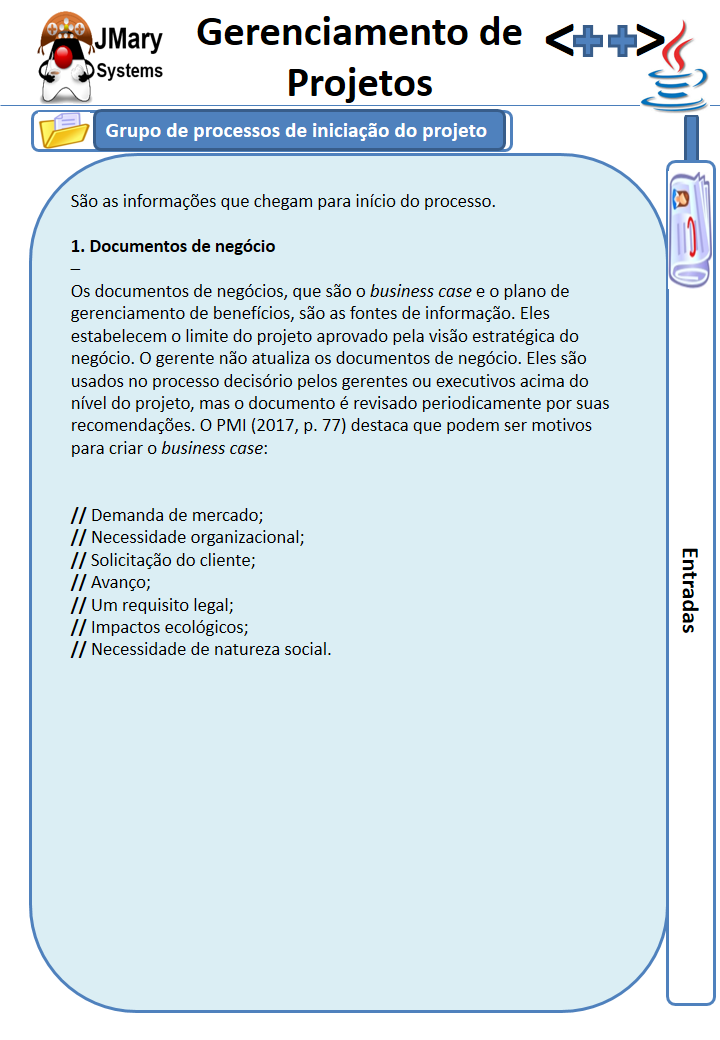 JMary
Systems
Gerenciamento de
Projetos
<++>
Grupo de processos de iniciação do projeto
São as informações que chegam para início do processo.
1. Documentos de negócio
–
Os documentos de negócios, que são o business case e o plano de
gerenciamento de benefícios, são as fontes de informação. Eles
estabelecem o limite do projeto aprovado pela visão estratégica do
negócio. O gerente não atualiza os documentos de negócio. Eles são
usados no processo decisório pelos gerentes ou executivos acima do
nível do projeto, mas o documento é revisado periodicamente por suas
recomendações. O PMI (2017, p. 77) destaca que podem ser motivos
para criar o business case:
// Demanda de mercado;
// Necessidade organizacional;
// Solicitação do cliente;
// Avanço;
// Um requisito legal;
// Impactos ecológicos;
// Necessidade de natureza social.
Entradas